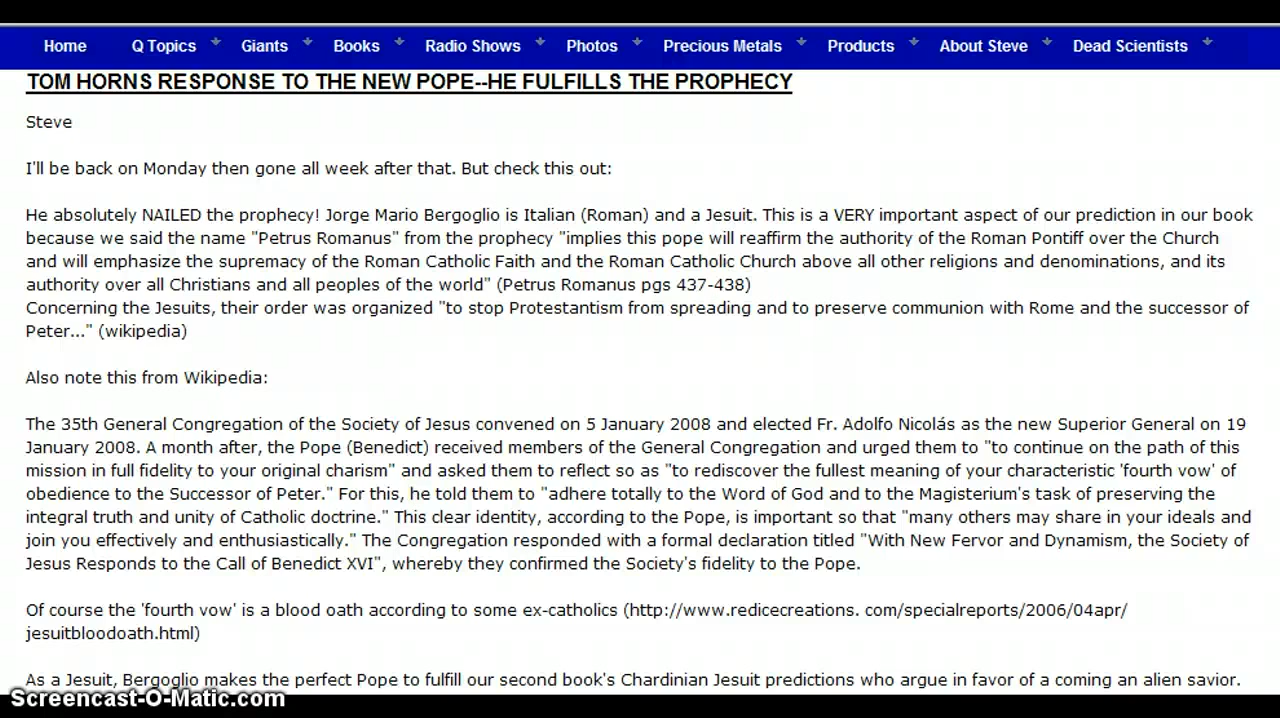 Home Q Topics Giants Books Radio Shows Photos Precious Metals Products About Steve Dead Scientists
TOM HORNS RESPONSE TO THE NEW POPE--HE FULFILLS THE PROPHECY
Steve
I'll be back on Monday then gone all week after that. But check this out:
He absolutely NAILED the prophecy! Jorge Mario Bergoglio is Italian (Roman) and a Jesuit. This is a VERY important aspect of our prediction in our book
because we said the name "Petrus Romanus" from the prophecy "implies this pope will reaffirm the authority of the Roman Pontiff over the Church
and will emphasize the supremacy of the Roman Catholic Faith and the Roman Catholic Church above all other religions and denominations, and its
authority over all Christians and all peoples of the world" (Petrus Romanus pgs 437-438)
Concerning the Jesuits, their order was organized "to stop Protestantism from spreading and to preserve communion with Rome and the successor of
Peter..." (wikipedia)
Also note this from Wikipedia:
The 35th General Congregation of the Society of Jesus convened on 5 January 2008 and elected Fr. Adolfo Nicolás as the new Superior General on 19
January 2008. A month after, the Pope (Benedict) received members of the General Congregation and urged them to "to continue on the path of this
mission in full fidelity to your original charism" and asked them to reflect so as "to rediscover the fullest meaning of your characteristic 'fourth vow' of
obedience to the Successor of Peter." For this, he told them to "adhere totally to the Word of God and to the Magisterium's task of preserving the
integral truth and unity of Catholic doctrine." This clear identity, according to the Pope, is important so that "many others may share in your ideals and
join you effectively and enthusiastically." The Congregation responded with a formal declaration titled "With New Fervor and Dynamism, the Society of
Jesus Responds to the Call of Benedict XVI", whereby they confirmed the Society's fidelity to the Pope.
Of course the 'fourth vow' is a blood oath according to some ex-catholics (http://www.redicecreations. com/specialreports/2006/04apr/
jesuitbloodoath.html)
As a Jesuit, Bergoglio makes the perfect Pope to fulfill our second book's Chardinian Jesuit predictions who argue in favor of a coming an alien savior.
Screencast-O-Matic.com